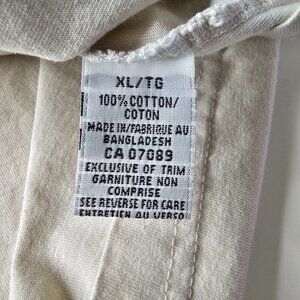 XL/TG
100% COTTON/
COTON
MADE IN/FABRIQUE AU
BANGLADESH
CA 07089
EXCLUSIVE OF TRIM
GARNITURE NON
COMPRISE
SEE REVERSE FOR CARE
ENTRETIEN AU VERSO